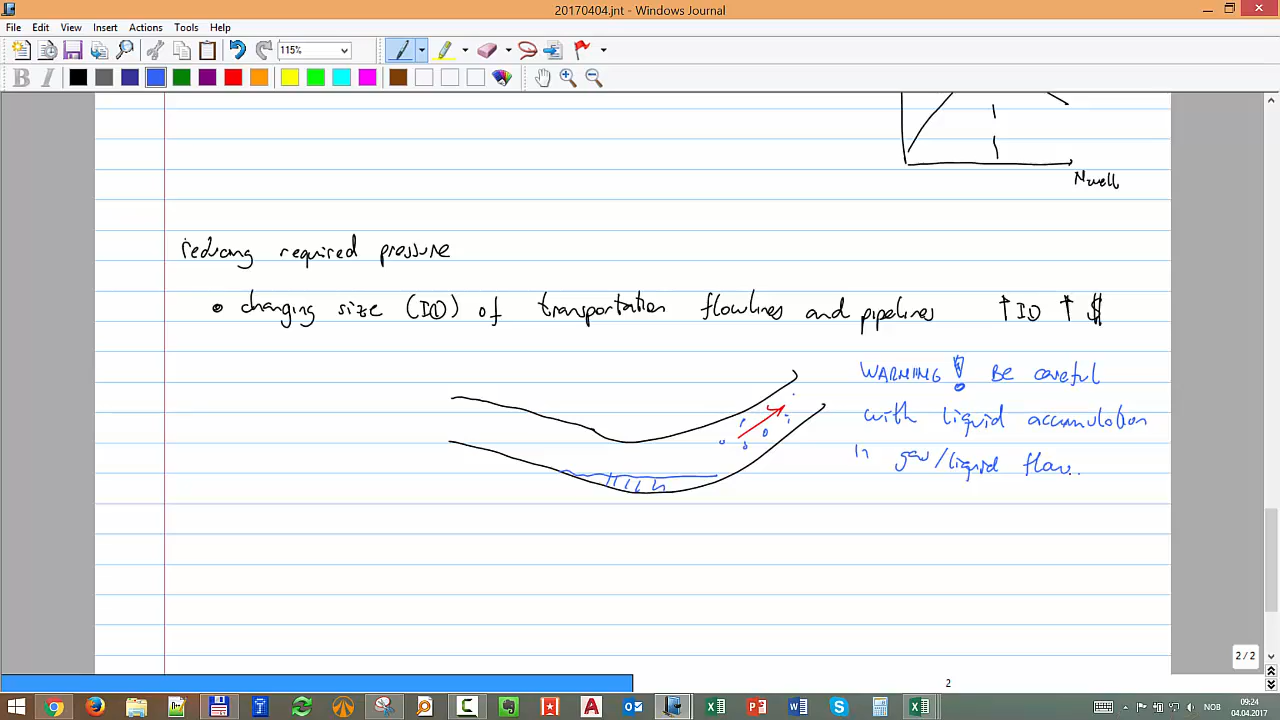 20170404.jnt - Windows Journal
File Edit View Insert Actions Tools Help
115%
B I
Nwell
reducing required pressure
• changing size (ID) of transportation flowlines and pipelines ↑ID ↑ $
WARNING! Be careful
with liquid accumulation
in gas/liquid flow.
2/2
2
NOB
09:24
04.04.2017